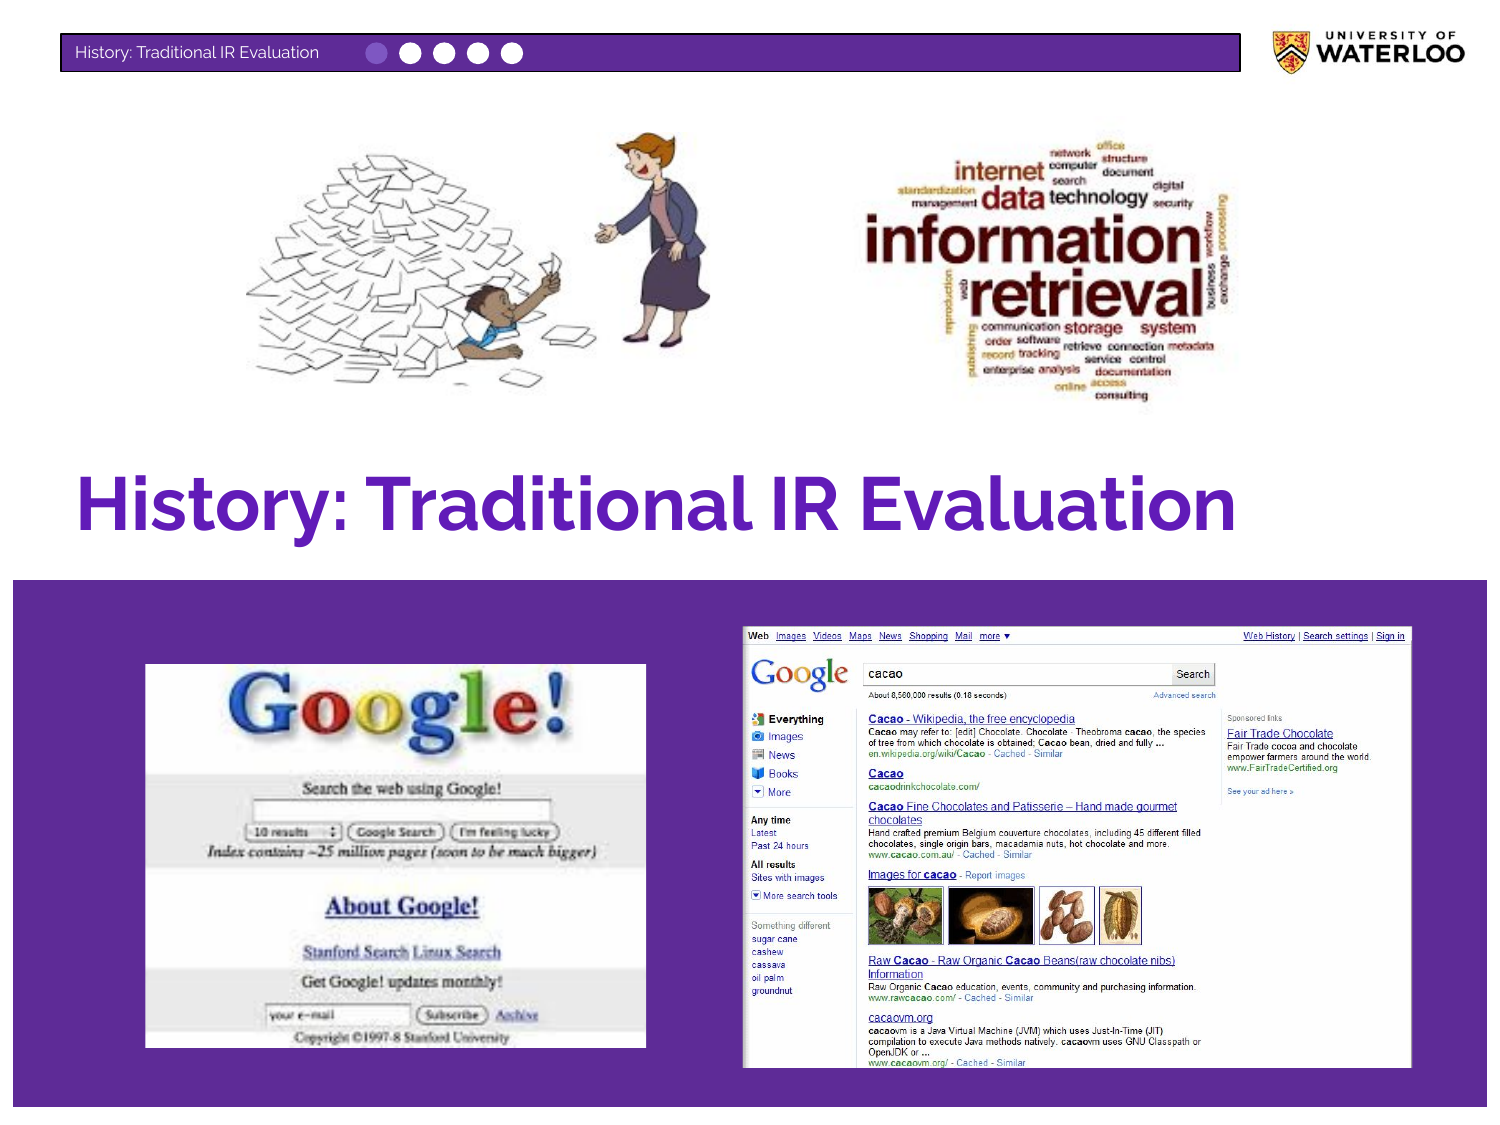 History: Traditional IR Evaluation
UNIVERSITY OF
WATERLOO
office
network
structure
internet
computer
document
search
standardization
digital
management
data
technology
security
information
workflow
processing
retrieval
web
business
exchange
reproduction
communication
storage
system
publishing
order
software
retrieve
connection
metadata
record
tracking
service
control
enterprise
analysis
documentation
online
access
consulting
History: Traditional IR Evaluation
Google!
Search the web using Google!
10 results
Google Search
I'm feeling lucky
Index contains ~25 million pages (soon to be much bigger)
About Google!
Stanford Search Linux Search
Get Google! updates monthly!
your e-mail
Subscribe
Archive
Copyright ©1997-8 Stanford University
Web Images Videos Maps News Shopping Mail more ▼
Web History | Search settings | Sign in
Google
cacao
Search
About 8,560,000 results (0.18 seconds)
Advanced search
Everything
Images
News
Books
More
Any time
Latest
Past 24 hours
All results
Sites with images
More search tools
Something different
sugar cane
cashew
cassava
oil palm
groundnut
Cacao - Wikipedia, the free encyclopedia
Cacao may refer to: [edit] Chocolate. Chocolate · Theobroma cacao, the species
of tree from which chocolate is obtained; Cacao bean, dried and fully ...
en.wikipedia.org/wiki/Cacao - Cached - Similar
Cacao
cacaodrinkchocolate.com/
Cacao Fine Chocolates and Patisserie – Hand made gourmet
chocolates
Hand crafted premium Belgium couverture chocolates, including 45 different filled
chocolates, single origin bars, macadamia nuts, hot chocolate and more.
www.cacao.com.au/ - Cached - Similar
Images for cacao - Report images
Raw Cacao - Raw Organic Cacao Beans(raw chocolate nibs)
Information
Raw Organic Cacao education, events, community and purchasing information.
www.rawcacao.com/ - Cached - Similar
cacaovm.org
cacaovm is a Java Virtual Machine (JVM) which uses Just-In-Time (JIT)
compilation to execute Java methods natively. cacaovm uses GNU Classpath or
OpenJDK or ...
www.cacaovm.org/ - Cached - Similar
Sponsored links
Fair Trade Chocolate
Fair Trade cocoa and chocolate
empower farmers around the world.
www.FairTradeCertified.org
See your ad here »